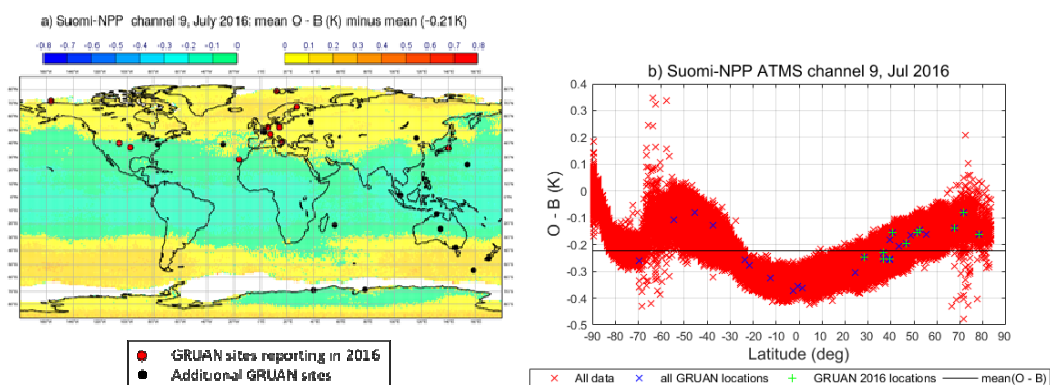 a) Suomi-NPP channel 9, July 2016: mean O - B (K) minus mean (-0.21K)
-0.8 -0.7 -0.6 -0.5 -0.4 -0.3 -0.2 -0.1 0
0 0.1 0.2 0.3 0.4 0.5 0.6 0.7 0.8
GRUAN sites reporting in 2016
Additional GRUAN sites
b) Suomi-NPP ATMS channel 9, Jul 2016
O - B (K)
0.4
0.3
0.2
0.1
0
-0.1
-0.2
-0.3
-0.4
-0.5
-90 -80 -70 -60 -50 -40 -30 -20 -10 0 10 20 30 40 50 60 70 80 90
Latitude (deg)
All data
all GRUAN locations
GRUAN 2016 locations
mean(O - B)